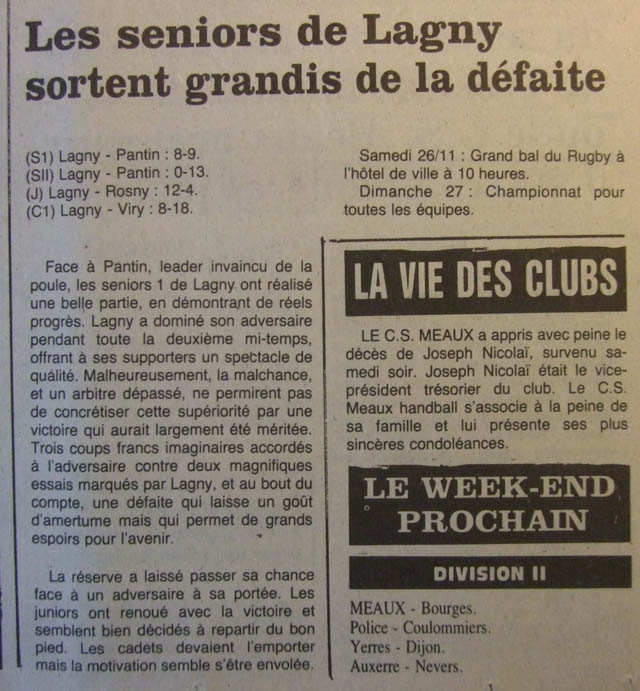 Les seniors de Lagny
sortent grandis de la défaite
(S1) Lagny - Pantin : 8-9.
(SII) Lagny - Pantin : 0-13.
(J) Lagny - Rosny : 12-4.
(C1) Lagny - Viry : 8-18.
Face à Pantin, leader invaincu de la
poule, les seniors 1 de Lagny ont réalisé
une belle partie, en démontrant de réels
progrès. Lagny a dominé son adversaire
pendant toute la deuxième mi-temps,
offrant à ses supporters un spectacle de
qualité. Malheureusement, la malchance,
et un arbitre dépassé, ne permirent pas
de concrétiser cette supériorité par une
victoire qui aurait largement été méritée.
Trois coups francs imaginaires accordés
à l'adversaire contre deux magnifiques
essais marqués par Lagny, et au bout du
compte, une défaite qui laisse un goût
d'amertume mais qui permet de grands
espoirs pour l'avenir.
La réserve a laissé passer sa chance
face à un adversaire à sa portée. Les
juniors ont renoué avec la victoire et
semblent bien décidés à repartir du bon
pied. Les cadets devaient l'emporter
mais la motivation semble s'être envolée.
Samedi 26/11 : Grand bal du Rugby à
l'hôtel de ville à 10 heures.
Dimanche 27 : Championnat pour
toutes les équipes.
LA VIE DES CLUBS
LE C.S. MEAUX a appris avec peine le
décès de Joseph Nicolaï, survenu sa-
medi soir. Joseph Nicolaï était le vice-
président trésorier du club. Le C.S.
Meaux handball s'associe à la peine de
sa famille et lui présente ses plus
sincères condoléances.
LE WEEK-END
PROCHAIN
DIVISION II
MEAUX - Bourges.
Police - Coulommiers.
Yerres - Dijon.
Auxerre - Nevers.